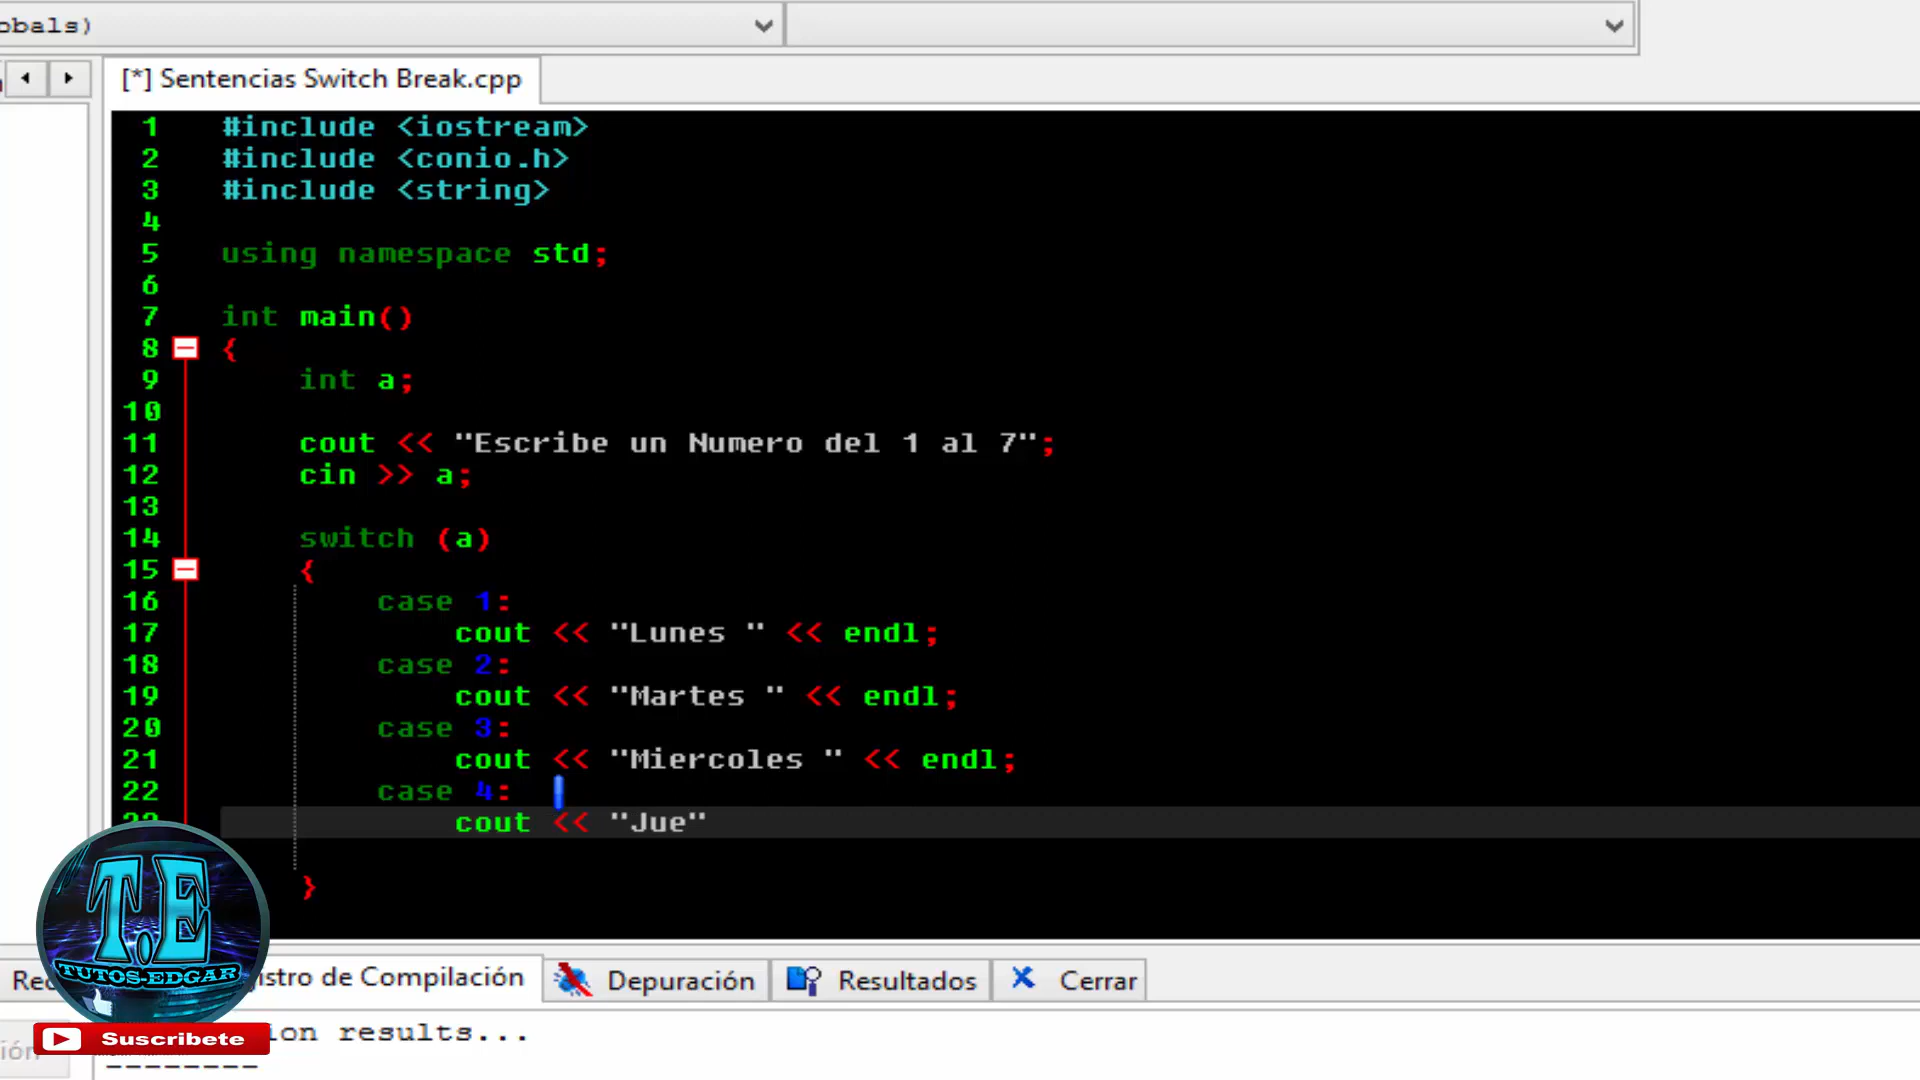 obals)
[*] Sentencias Switch Break.cpp
1 #include <iostream>
2 #include <conio.h>
3 #include <string>
4
5 using namespace std;
6
7 int main()
8 {
9 int a;
10
11 cout << "Escribe un Numero del 1 al 7";
12 cin >> a;
13
14 switch (a)
15 {
16 case 1:
17 cout << "Lunes " << endl;
18 case 2:
19 cout << "Martes " << endl;
20 case 3:
21 cout << "Miercoles " << endl;
22 case 4:
23 cout << "Jue"
}
T.E
TUTOS-EDGAR
Suscribete
Rec
istro de Compilación
Depuración
Resultados
Cerrar
ión
ion results...
--------